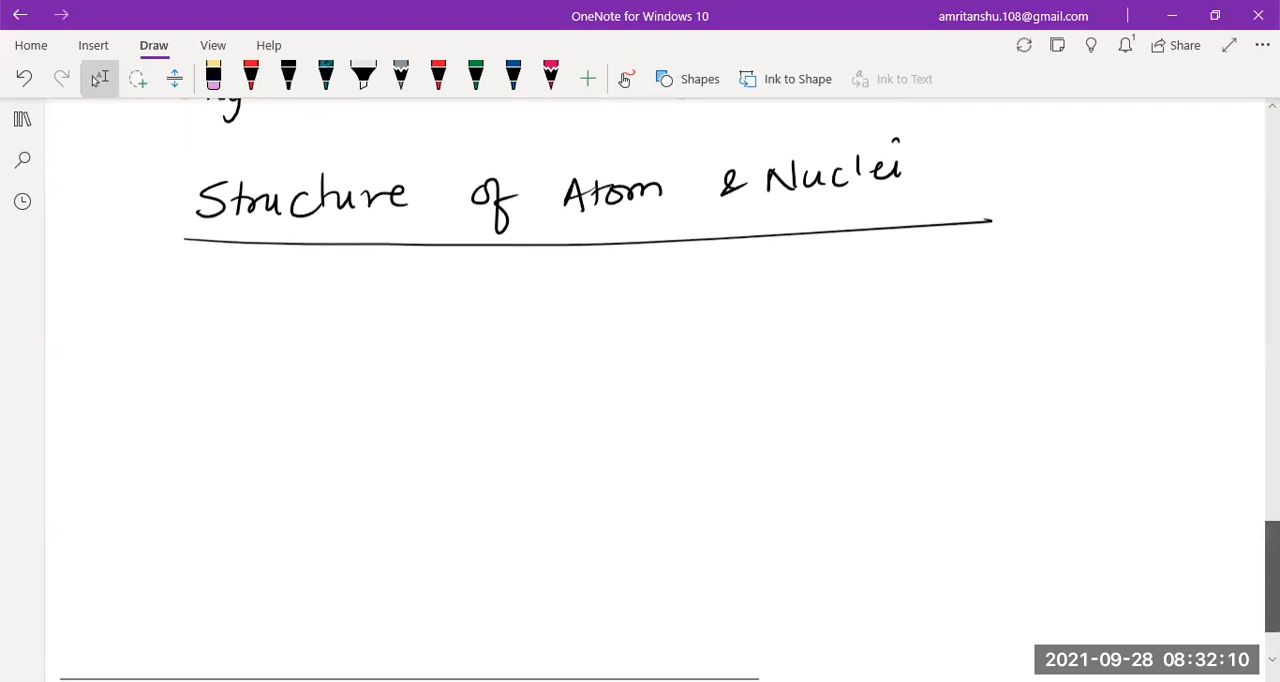 OneNote for Windows 10
amritanshu.108@gmail.com
Home Insert Draw View Help
1 Share
Shapes Ink to Shape Ink to Text
Structure of Atom & Nuclei
2021-09-28 08:32:10